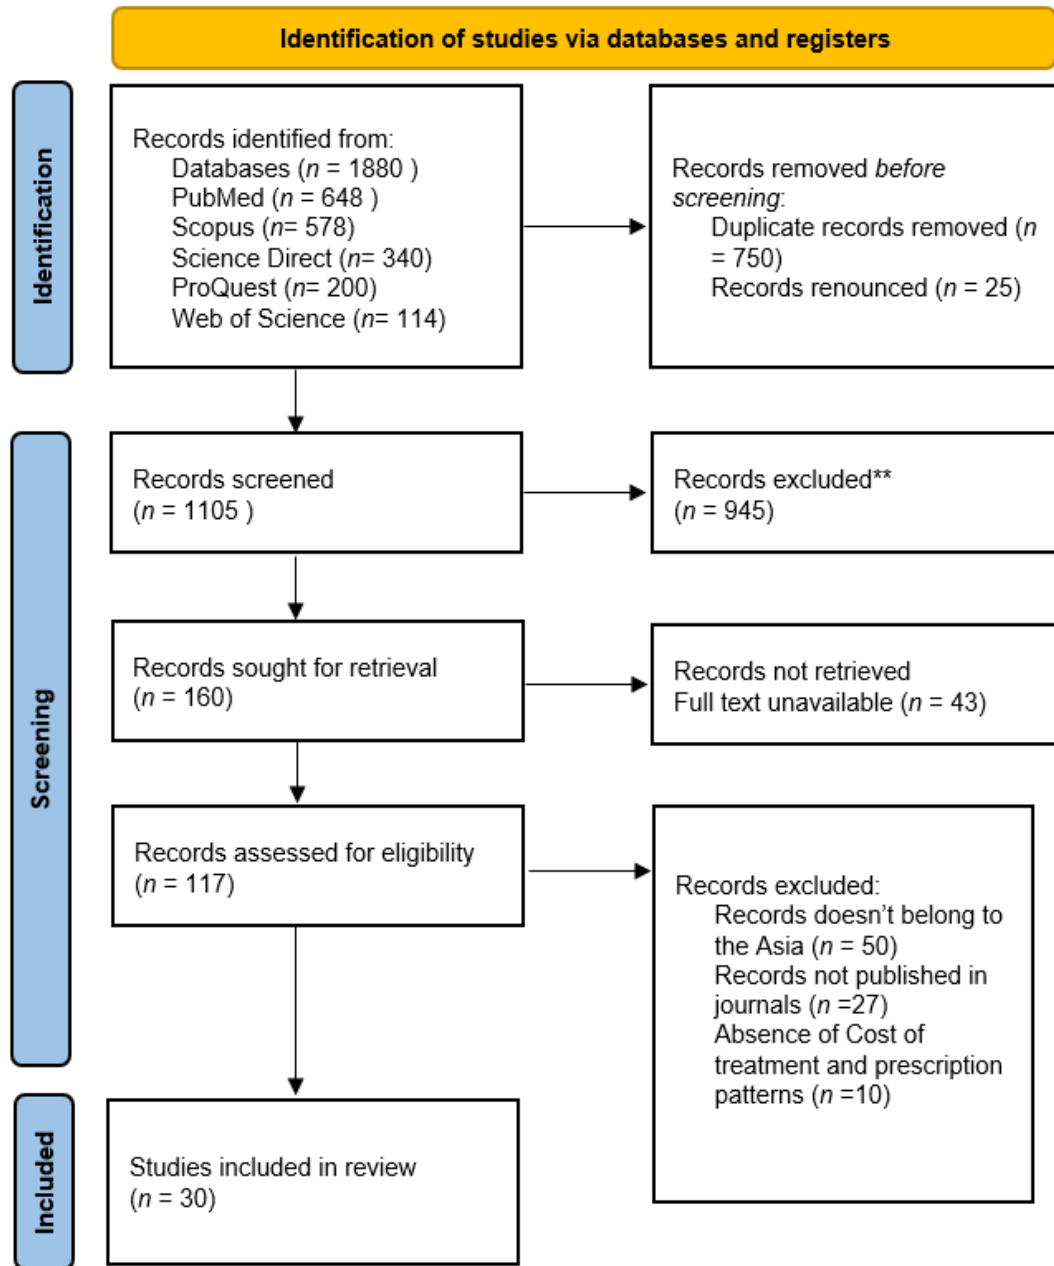 Identification of studies via databases and registers
Identification
Records identified from:
Databases (n = 1880 )
PubMed (n = 648 )
Scopus (n= 578)
Science Direct (n= 340)
ProQuest (n= 200)
Web of Science (n= 114)
Records removed before
screening:
Duplicate records removed (n
= 750)
Records renounced (n = 25)
Screening
Records screened
(n = 1105 )
Records excluded**
(n = 945)
Records sought for retrieval
(n = 160)
Records not retrieved
Full text unavailable (n = 43)
Records assessed for eligibility
(n = 117)
Records excluded:
Records doesn’t belong to
the Asia (n = 50)
Records not published in
journals (n =27)
Absence of Cost of
treatment and prescription
patterns (n =10)
Included
Studies included in review
(n = 30)